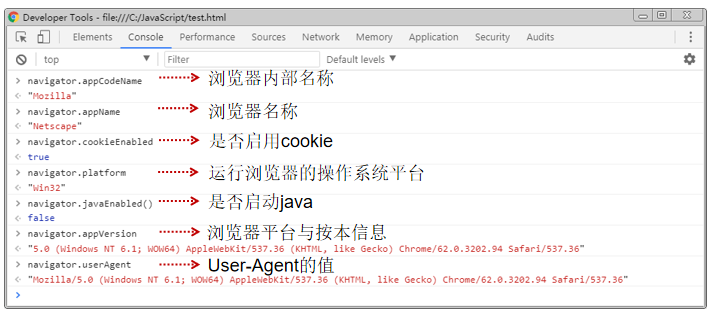 Developer Tools - file:///C:/JavaScript/test.html
Elements Console Performance Sources Network Memory Application Security Audits
top Filter Default levels
> navigator.appCodeName 浏览器内部名称
< "Mozilla"
> navigator.appName 浏览器名称
< "Netscape"
> navigator.cookieEnabled 是否启用cookie
< true
> navigator.platform 运行浏览器的操作系统平台
< "Win32"
> navigator.javaEnabled() 是否启动java
< false
> navigator.appVersion 浏览器平台与按本信息
< "5.0 (Windows NT 6.1; WOW64) AppleWebKit/537.36 (KHTML, like Gecko) Chrome/62.0.3202.94 Safari/537.36"
> navigator.userAgent User-Agent的值
< "Mozilla/5.0 (Windows NT 6.1; WOW64) AppleWebKit/537.36 (KHTML, like Gecko) Chrome/62.0.3202.94 Safari/537.36"
>